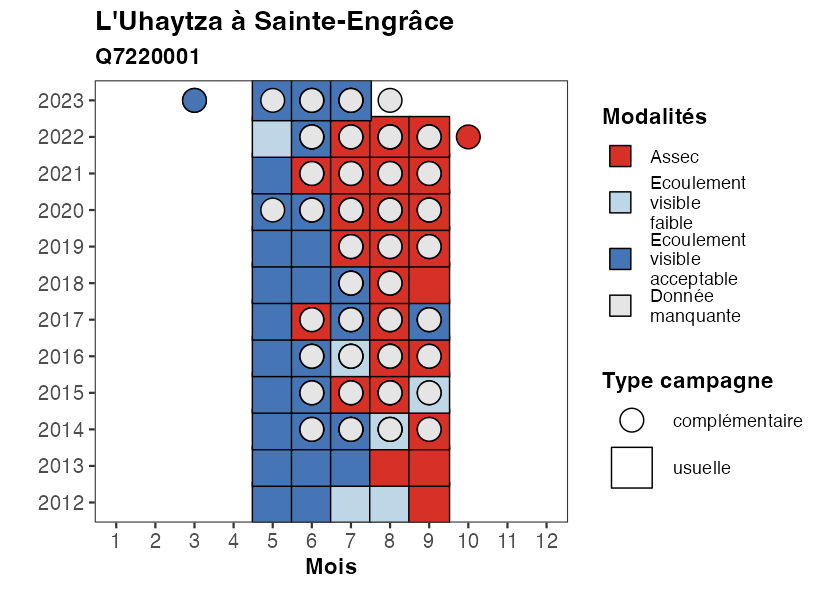 L'Uhaytza à Sainte-Engrâce
Q7220001
2023
2022
2021
2020
2019
2018
2017
2016
2015
2014
2013
2012
1 2 3 4 5 6 7 8 9 10 11 12
Mois
Modalités
Assec
Ecoulement
visible
faible
Ecoulement
visible
acceptable
Donnée
manquante
Type campagne
complémentaire
usuelle